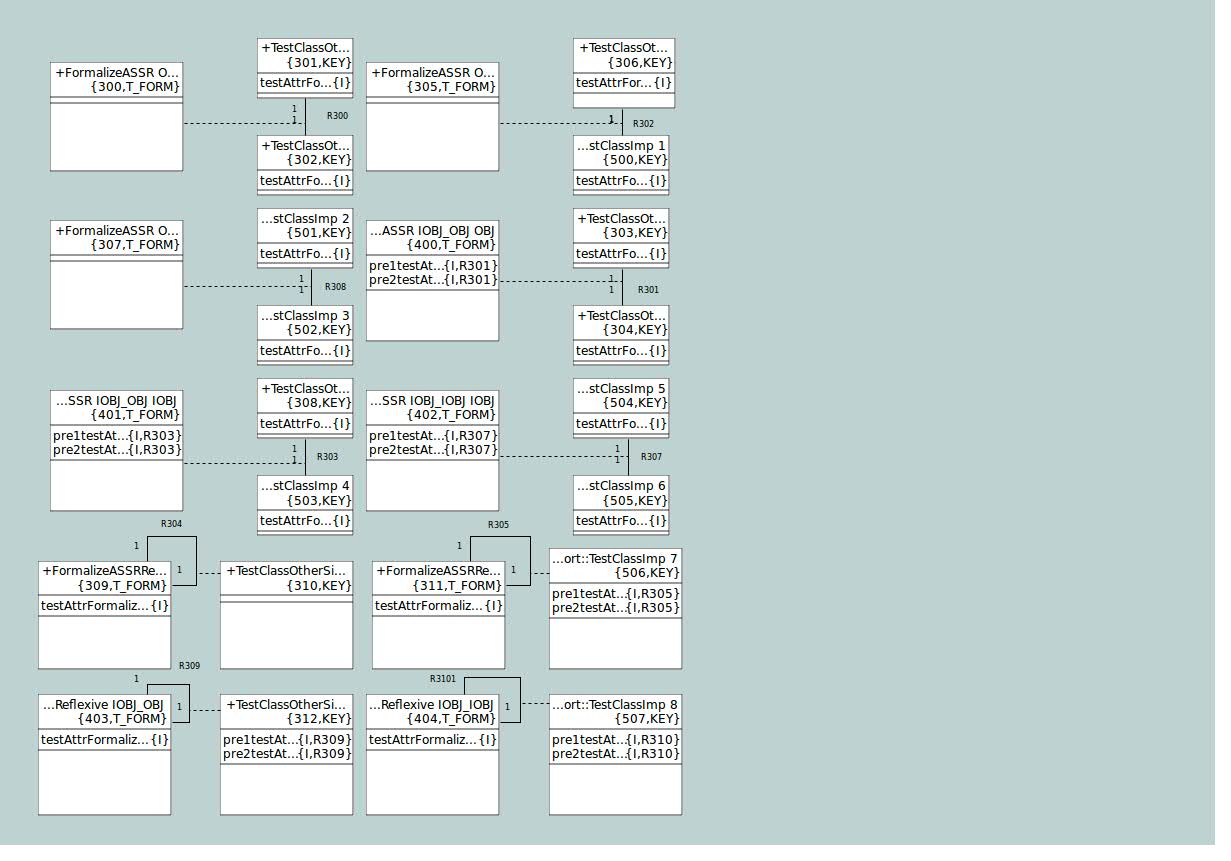 +FormalizeASSR O...
{300,T_FORM}
+TestClassOt...
{301,KEY}
testAttrFo...{I}
1
1
R300
+TestClassOt...
{302,KEY}
testAttrFo...{I}
+FormalizeASSR O...
{305,T_FORM}
+TestClassOt...
{306,KEY}
testAttrFor...{I}
1
R302
...stClassImp 1
{500,KEY}
testAttrFo...{I}
+FormalizeASSR O...
{307,T_FORM}
...stClassImp 2
{501,KEY}
testAttrFo...{I}
1
1
R308
...stClassImp 3
{502,KEY}
testAttrFo...{I}
...ASSR IOBJ_OBJ OBJ
{400,T_FORM}
pre1testAt...{I,R301}
pre2testAt...{I,R301}
+TestClassOt...
{303,KEY}
testAttrFo...{I}
1
1
R301
+TestClassOt...
{304,KEY}
testAttrFo...{I}
...SSR IOBJ_OBJ IOBJ
{401,T_FORM}
pre1testAt...{I,R303}
pre2testAt...{I,R303}
+TestClassOt...
{308,KEY}
testAttrFo...{I}
1
1
R303
...stClassImp 4
{503,KEY}
testAttrFo...{I}
...SSR IOBJ_IOBJ IOBJ
{402,T_FORM}
pre1testAt...{I,R307}
pre2testAt...{I,R307}
...stClassImp 5
{504,KEY}
testAttrFo...{I}
1
1
R307
...stClassImp 6
{505,KEY}
testAttrFo...{I}
R304
1
1
+FormalizeASSRRe...
{309,T_FORM}
testAttrFormaliz...{I}
+TestClassOtherSi...
{310,KEY}
R305
1
1
+FormalizeASSRRe...
{311,T_FORM}
testAttrFormaliz...{I}
...ort::TestClassImp 7
{506,KEY}
pre1testAt...{I,R305}
pre2testAt...{I,R305}
R309
1
1
...Reflexive IOBJ_OBJ
{403,T_FORM}
testAttrFormaliz...{I}
+TestClassOtherSi...
{312,KEY}
pre1testAt...{I,R309}
pre2testAt...{I,R309}
R3101
1
...Reflexive IOBJ_IOBJ
{404,T_FORM}
testAttrFormaliz...{I}
...ort::TestClassImp 8
{507,KEY}
pre1testAt...{I,R310}
pre2testAt...{I,R310}